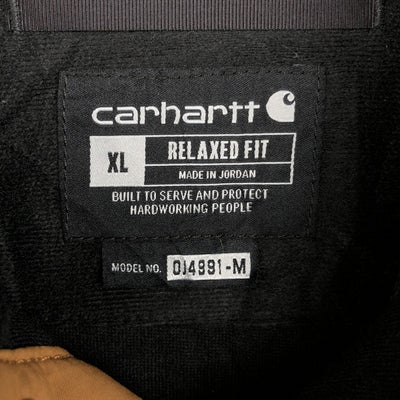 carhartt
XL
RELAXED FIT
MADE IN JORDAN
BUILT TO SERVE AND PROTECT
HARDWORKING PEOPLE
MODEL NO. OJ4991-M